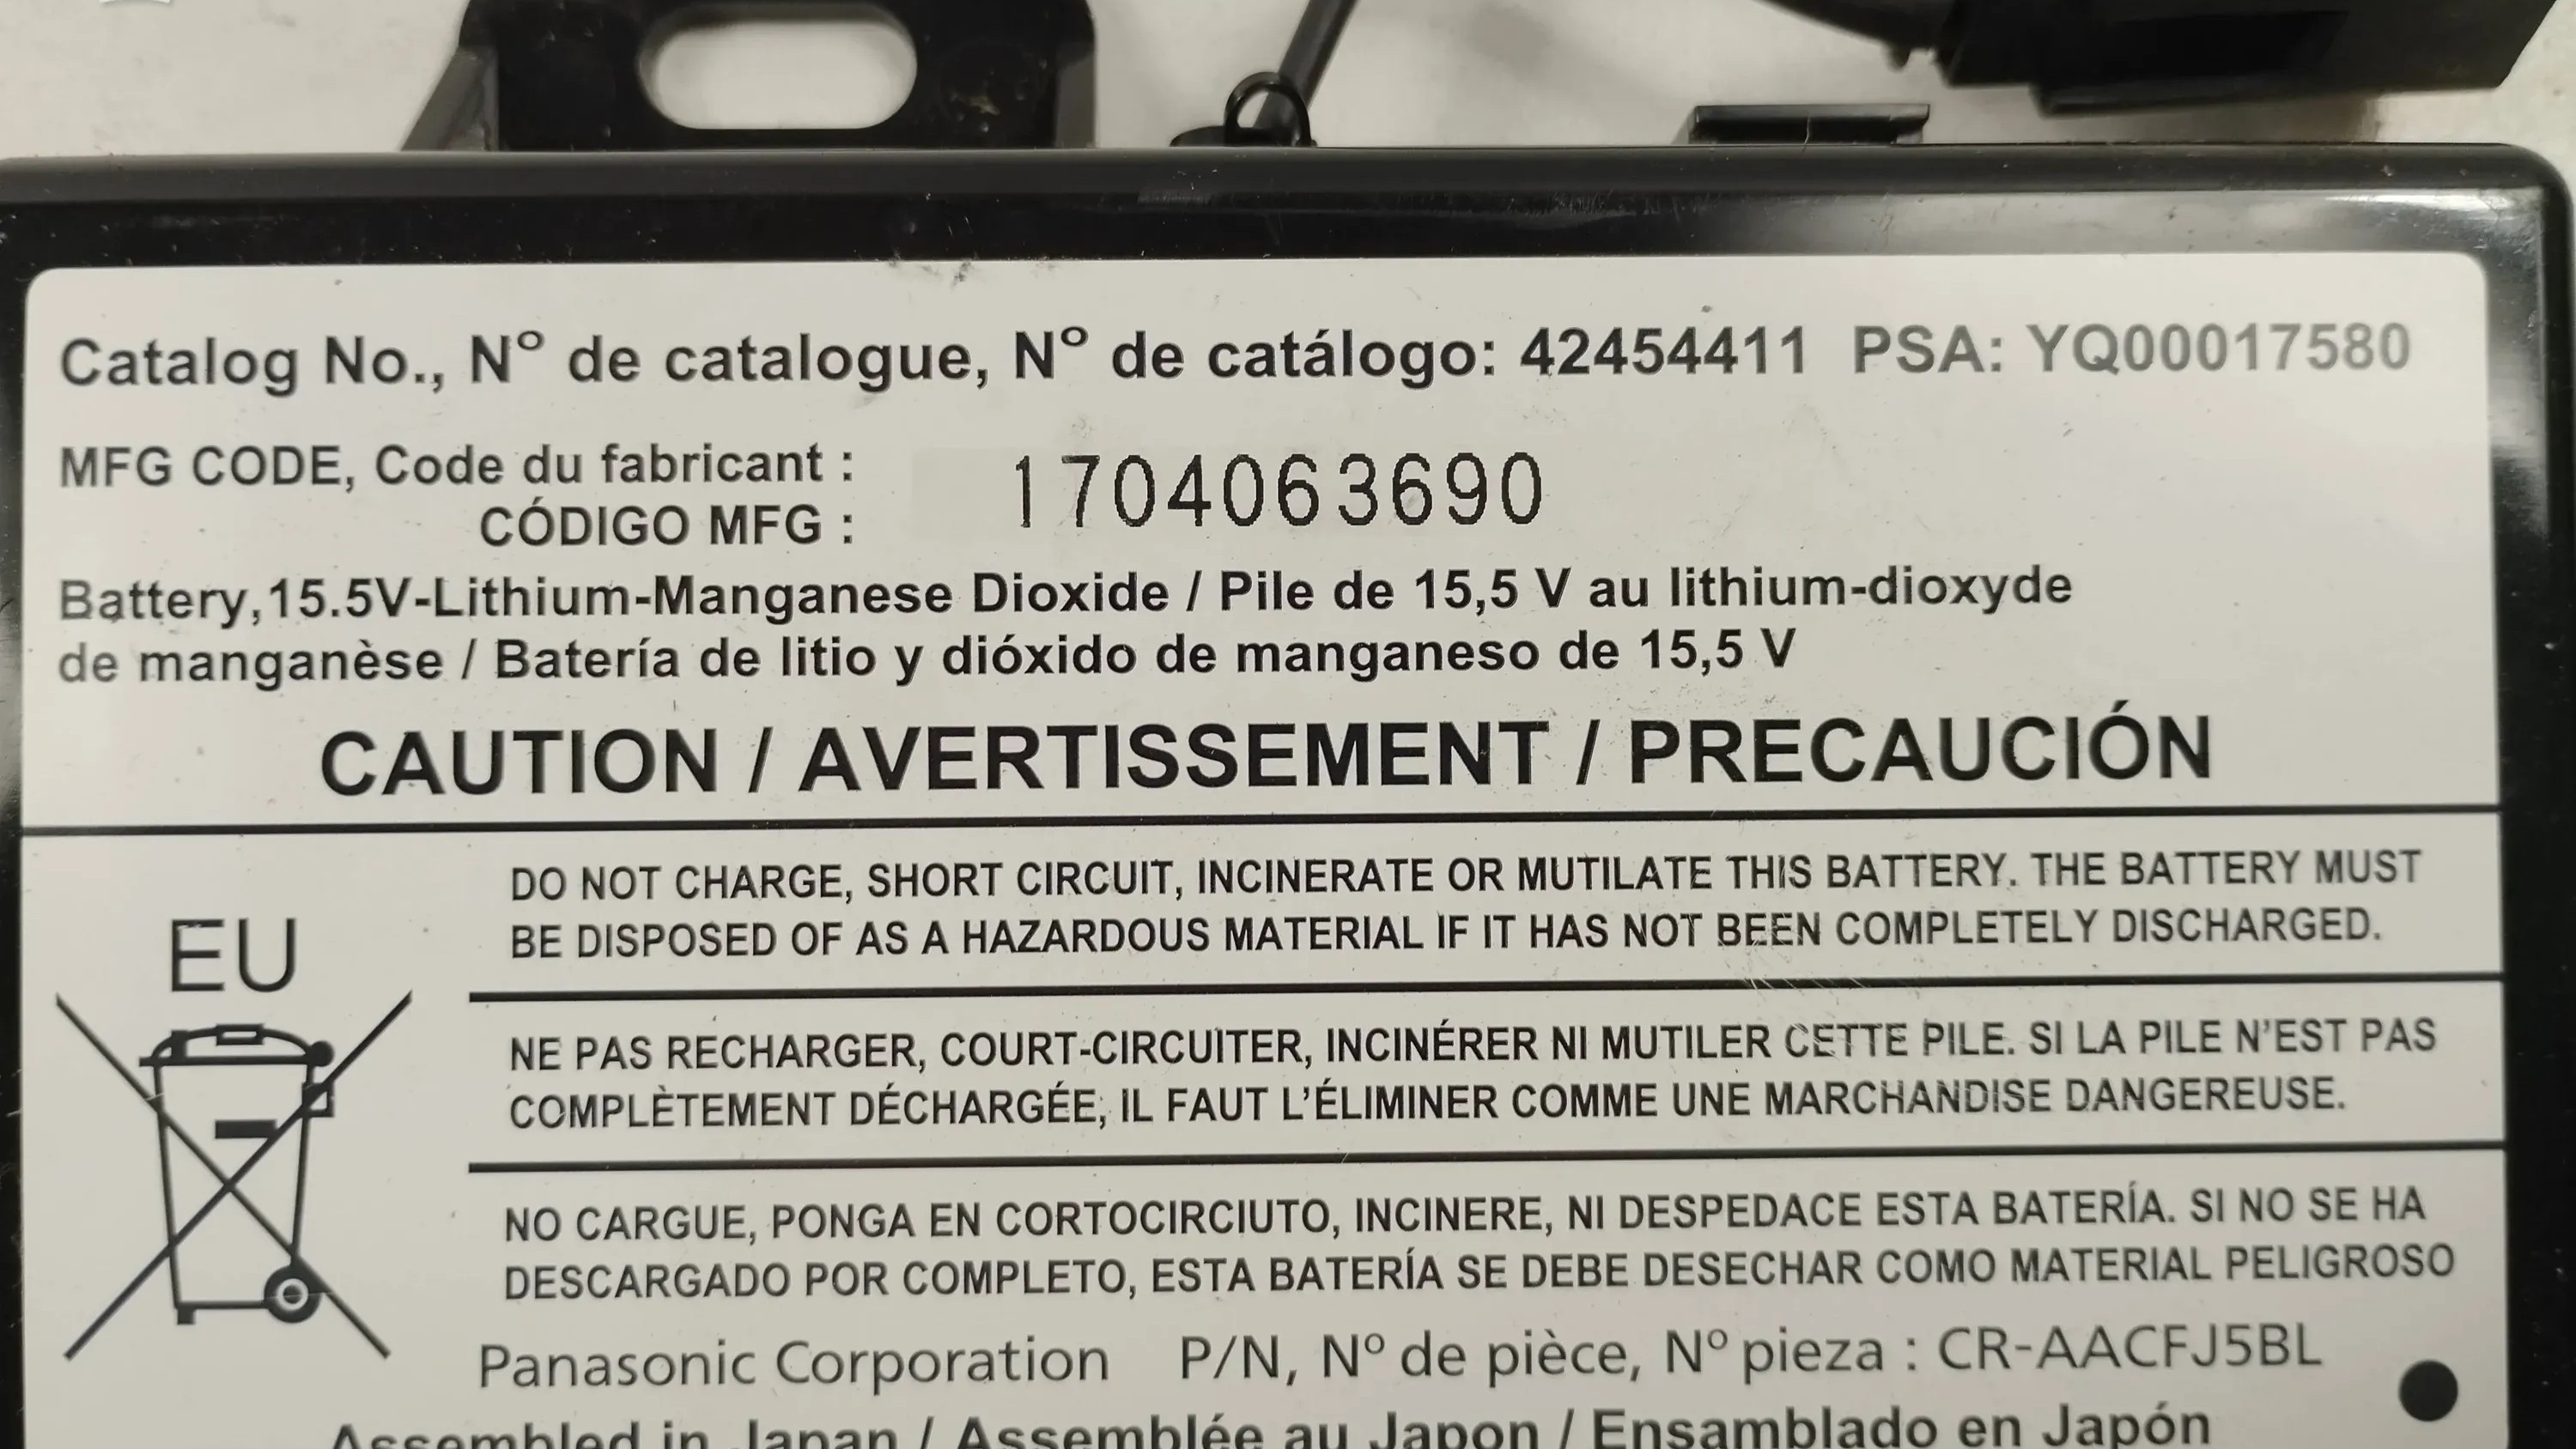 Catalog No., Nº de catalogue, Nº de catálogo: 42454411 PSA: YQ00017580
MFG CODE, Code du fabricant :
CÓDIGO MFG :
1704063690
Battery,15.5V-Lithium-Manganese Dioxide / Pile de 15,5 V au lithium-dioxyde
de manganèse / Batería de litio y dióxido de manganeso de 15,5 V
CAUTION / AVERTISSEMENT / PRECAUCIÓN
EU
DO NOT CHARGE, SHORT CIRCUIT, INCINERATE OR MUTILATE THIS BATTERY. THE BATTERY MUST
BE DISPOSED OF AS A HAZARDOUS MATERIAL IF IT HAS NOT BEEN COMPLETELY DISCHARGED.
NE PAS RECHARGER, COURT-CIRCUITER, INCINÉRER NI MUTILER CETTE PILE. SI LA PILE N'EST PAS
COMPLÈTEMENT DÉCHARGÉE, IL FAUT L'ÉLIMINER COMME UNE MARCHANDISE DANGEREUSE.
NO CARGUE, PONGA EN CORTOCIRCIUTO, INCINERE, NI DESPEDACE ESTA BATERÍA. SI NO SE HA
DESCARGADO POR COMPLETO, ESTA BATERÍA SE DEBE DESECHAR COMO MATERIAL PELIGROSO
Panasonic Corporation P/N, Nº de pièce, Nº pieza : CR-AACFJ5BL
Assembled in Japan / Assemblée au Japon / Ensamblado en Japón